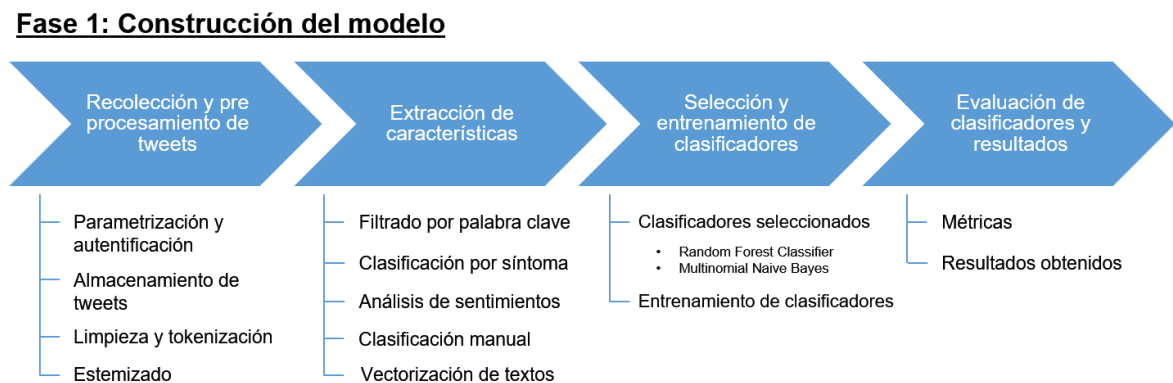 Fase 1: Construcción del modelo
Recolección y pre
procesamiento de
tweets
Extracción de
características
Selección y
entrenamiento de
clasificadores
Evaluación de
clasificadores y
resultados
Parametrización y
autentificación
Almacenamiento de
tweets
Limpieza y tokenización
Estemizado
Filtrado por palabra clave
Clasificación por síntoma
Análisis de sentimientos
Clasificación manual
Vectorización de textos
Clasificadores seleccionados
• Random Forest Classifier
• Multinomial Naive Bayes
Entrenamiento de clasificadores
Métricas
Resultados obtenidos